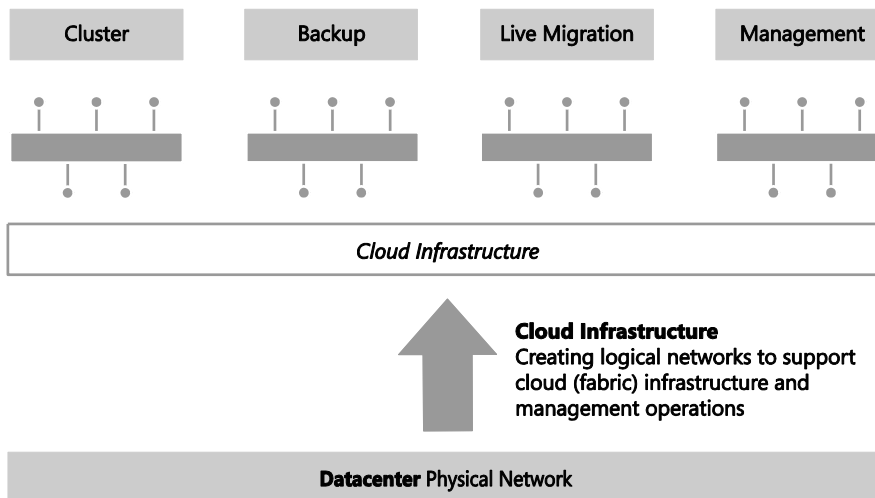 Cluster
Backup
Live Migration
Management
Cloud Infrastructure
Cloud Infrastructure
Creating logical networks to support
cloud (fabric) infrastructure and
management operations
Datacenter Physical Network